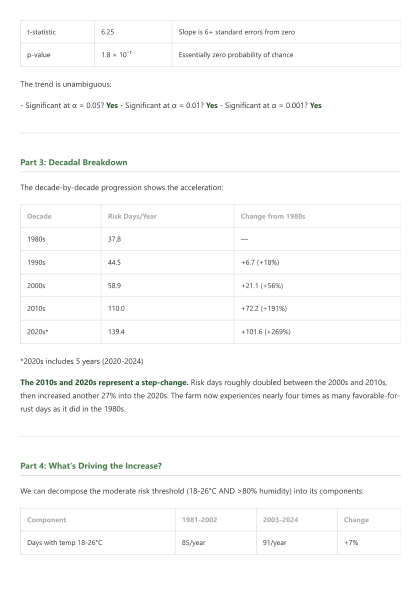 t-statistic 6.25 Slope is 6+ standard errors from zero
p-value 1.8 × 10⁻⁷ Essentially zero probability of chance
The trend is unambiguous:
- Significant at α = 0.05? Yes - Significant at α = 0.01? Yes - Significant at α = 0.001? Yes
Part 3: Decadal Breakdown
The decade-by-decade progression shows the acceleration:
Decade Risk Days/Year Change from 1980s
1980s 37.8 —
1990s 44.5 +6.7 (+18%)
2000s 58.9 +21.1 (+56%)
2010s 110.0 +72.2 (+191%)
2020s* 139.4 +101.6 (+269%)
*2020s includes 5 years (2020-2024)
The 2010s and 2020s represent a step-change. Risk days roughly doubled between the 2000s and 2010s,
then increased another 27% into the 2020s. The farm now experiences nearly four times as many favorable-for-
rust days as it did in the 1980s.
Part 4: What's Driving the Increase?
We can decompose the moderate risk threshold (18-26°C AND >80% humidity) into its components:
Component 1981-2002 2003-2024 Change
Days with temp 18-26°C 85/year 91/year +7%